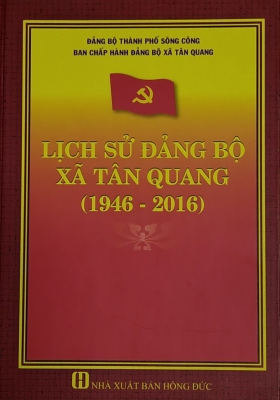 ĐẢNG BỘ THÀNH PHỐ SÔNG CÔNG
BAN CHẤP HÀNH ĐẢNG BỘ XÃ TÂN QUANG
LỊCH SỬ ĐẢNG BỘ
XÃ TÂN QUANG
(1946 - 2016)
NHÀ XUẤT BẢN HỒNG ĐỨC